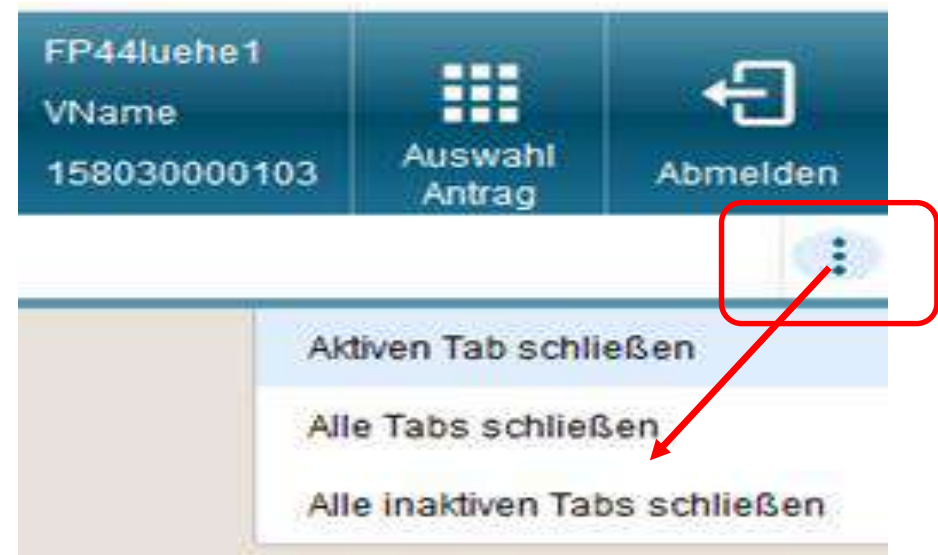 FP44luehe1
VName
158030000103
Auswahl
Antrag
Abmelden
Aktiven Tab schließen
Alle Tabs schließen
Alle inaktiven Tabs schließen